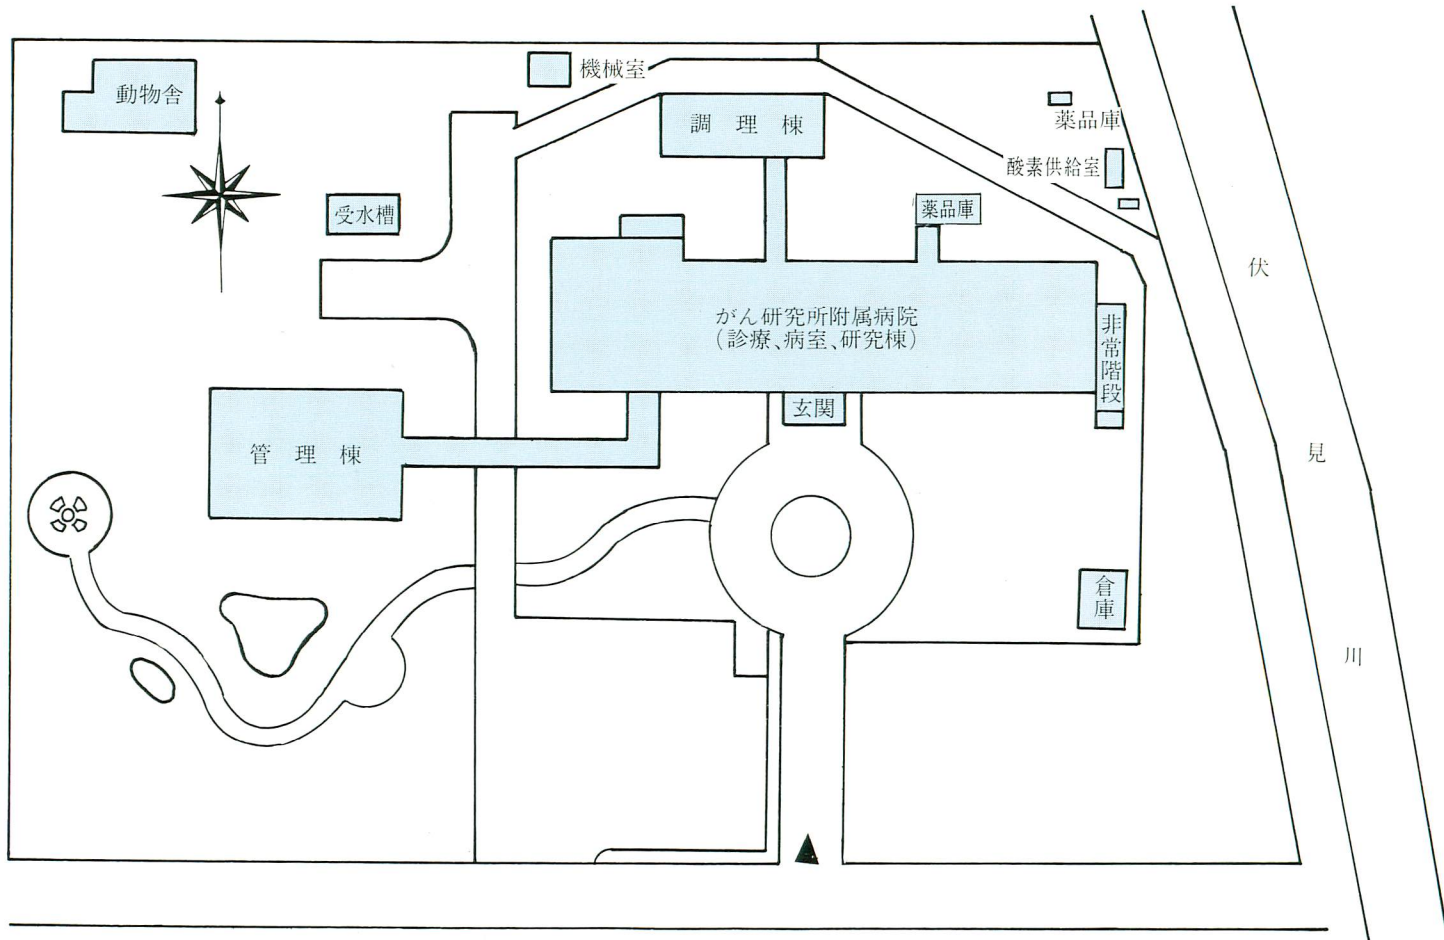 動物舎
機械室
調理棟
薬品庫
酸素供給室
受水槽
薬品庫
がん研究所附属病院
(診療、病室、研究棟)
非常階段
玄関
管理棟
倉庫
伏見川